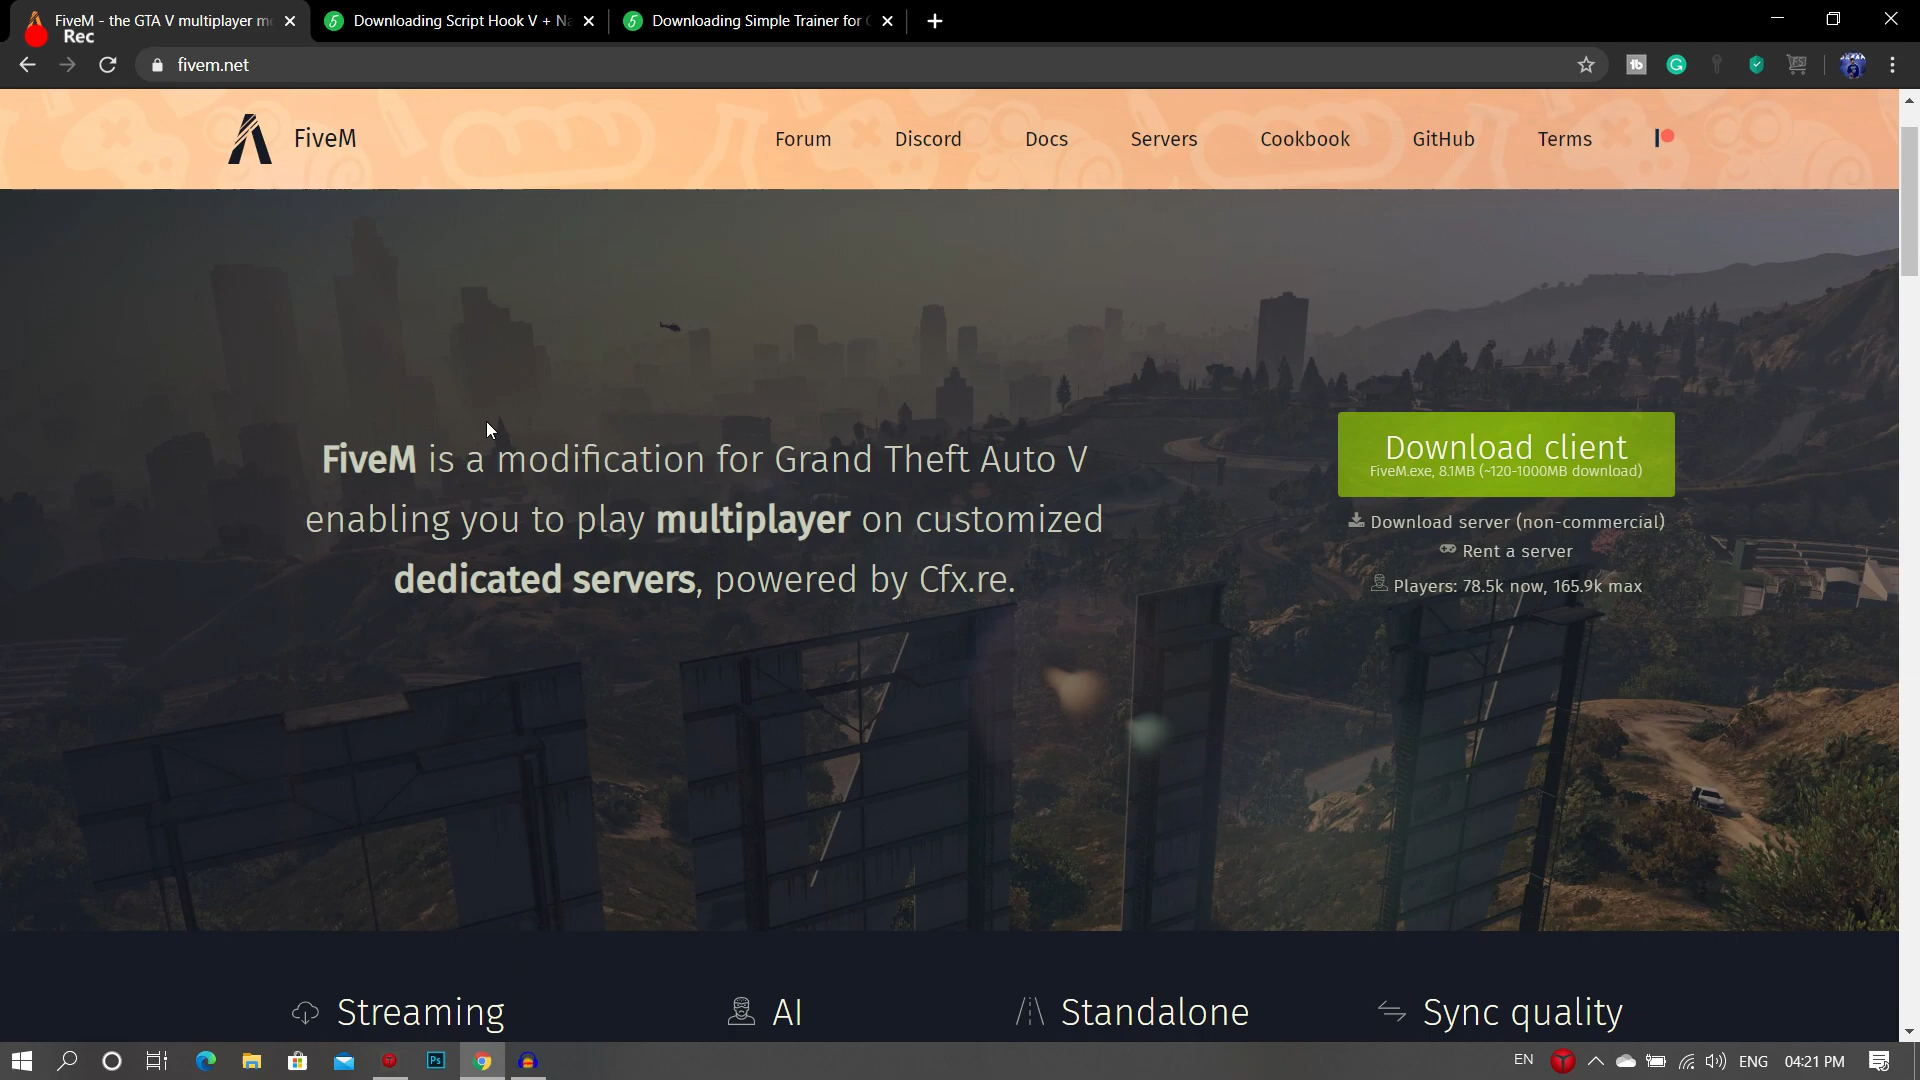 FiveM - the GTA V multiplayer m
Downloading Script Hook V + Na
Downloading Simple Trainer for
Rec
fivem.net
FiveM
Forum
Discord
Docs
Servers
Cookbook
GitHub
Terms
FiveM is a modification for Grand Theft Auto V
enabling you to play multiplayer on customized
dedicated servers, powered by Cfx.re.
Download client
FiveM.exe, 8.1MB (~120-1000MB download)
Download server (non-commercial)
Rent a server
Players: 78.5k now, 165.9k max
Streaming
AI
Standalone
Sync quality
Ps
EN
ENG
04:21 PM